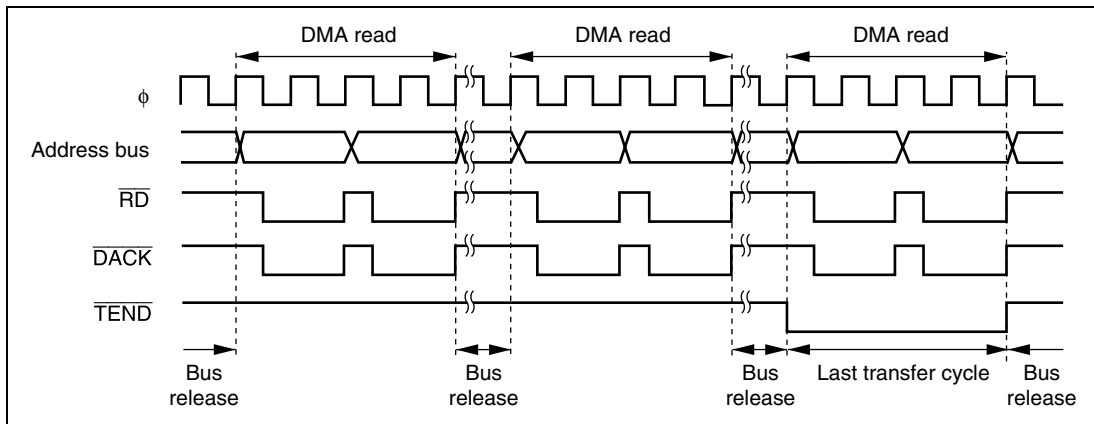 DMA read DMA read DMA read
ϕ
Address bus
RD
DACK
TEND
Bus release Bus release Bus release Last transfer cycle Bus release